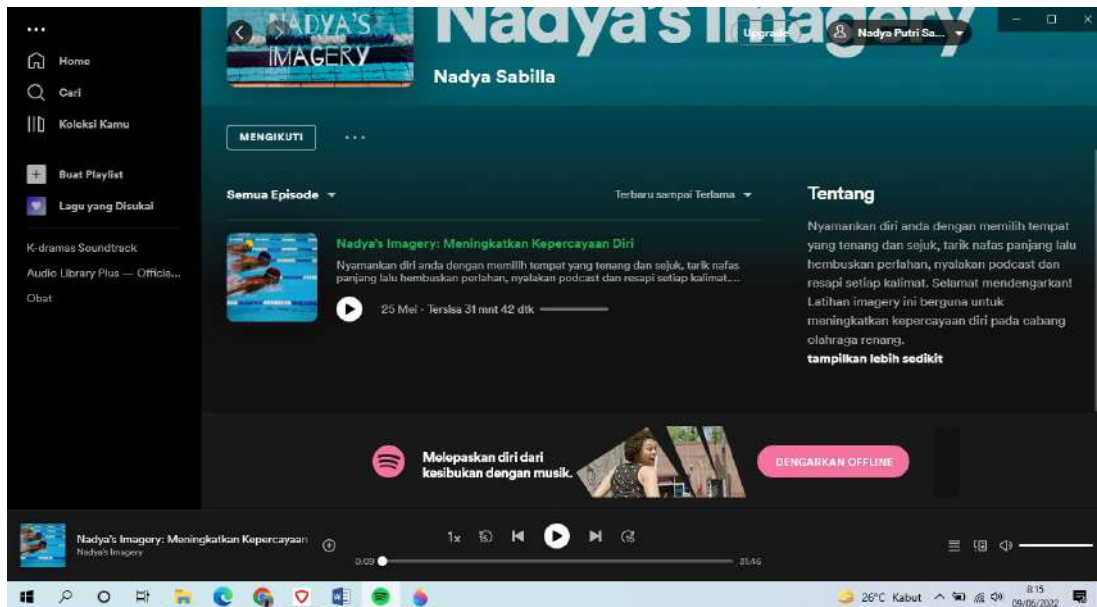 Home
Cari
Koleksi Kamu
Buat Playlist
Lagu yang Disukai
K-dramas Soundtrack
Audio Library Plus — Officia...
Obat
NADYA'S
IMAGERY
Nadya's Imagery
Nadya Sabilla
Upgrade
Nadya Putri Sa...
MENGIKUTI
Semua Episode
Terbaru sampai Terlama
Nadya's Imagery: Meningkatkan Kepercayaan Diri
Nyamankan diri anda dengan memilih tempat yang tenang dan sejuk, tarik nafas
panjang lalu hembuskan perlahan, nyalakan podcast dan resapi setiap kalimat....
25 Mei - Tersisa 31 mnt 42 dtk
Tentang
Nyamankan diri anda dengan memilih tempat
yang tenang dan sejuk, tarik nafas panjang lalu
hembuskan perlahan, nyalakan podcast dan
resapi setiap kalimat. Selamat mendengarkan!
Latihan imagery ini berguna untuk
meningkatkan kepercayaan diri pada cabang
olahraga renang.
tampilkan lebih sedikit
Melepaskan diri dari
kesibukan dengan musik.
DENGARKAN OFFLINE
Nadya's Imagery: Meningkatkan Kepercayaan
Nadya's Imagery
1x
0:09
31:46
26°C Kabut
8:15
09/06/2022